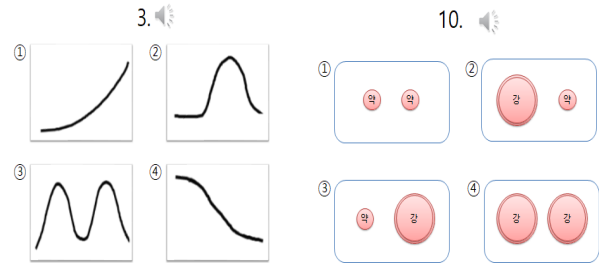 3.
① ②
③ ④
10.
① 약 약
② 강 약
③ 약 강
④ 강 강